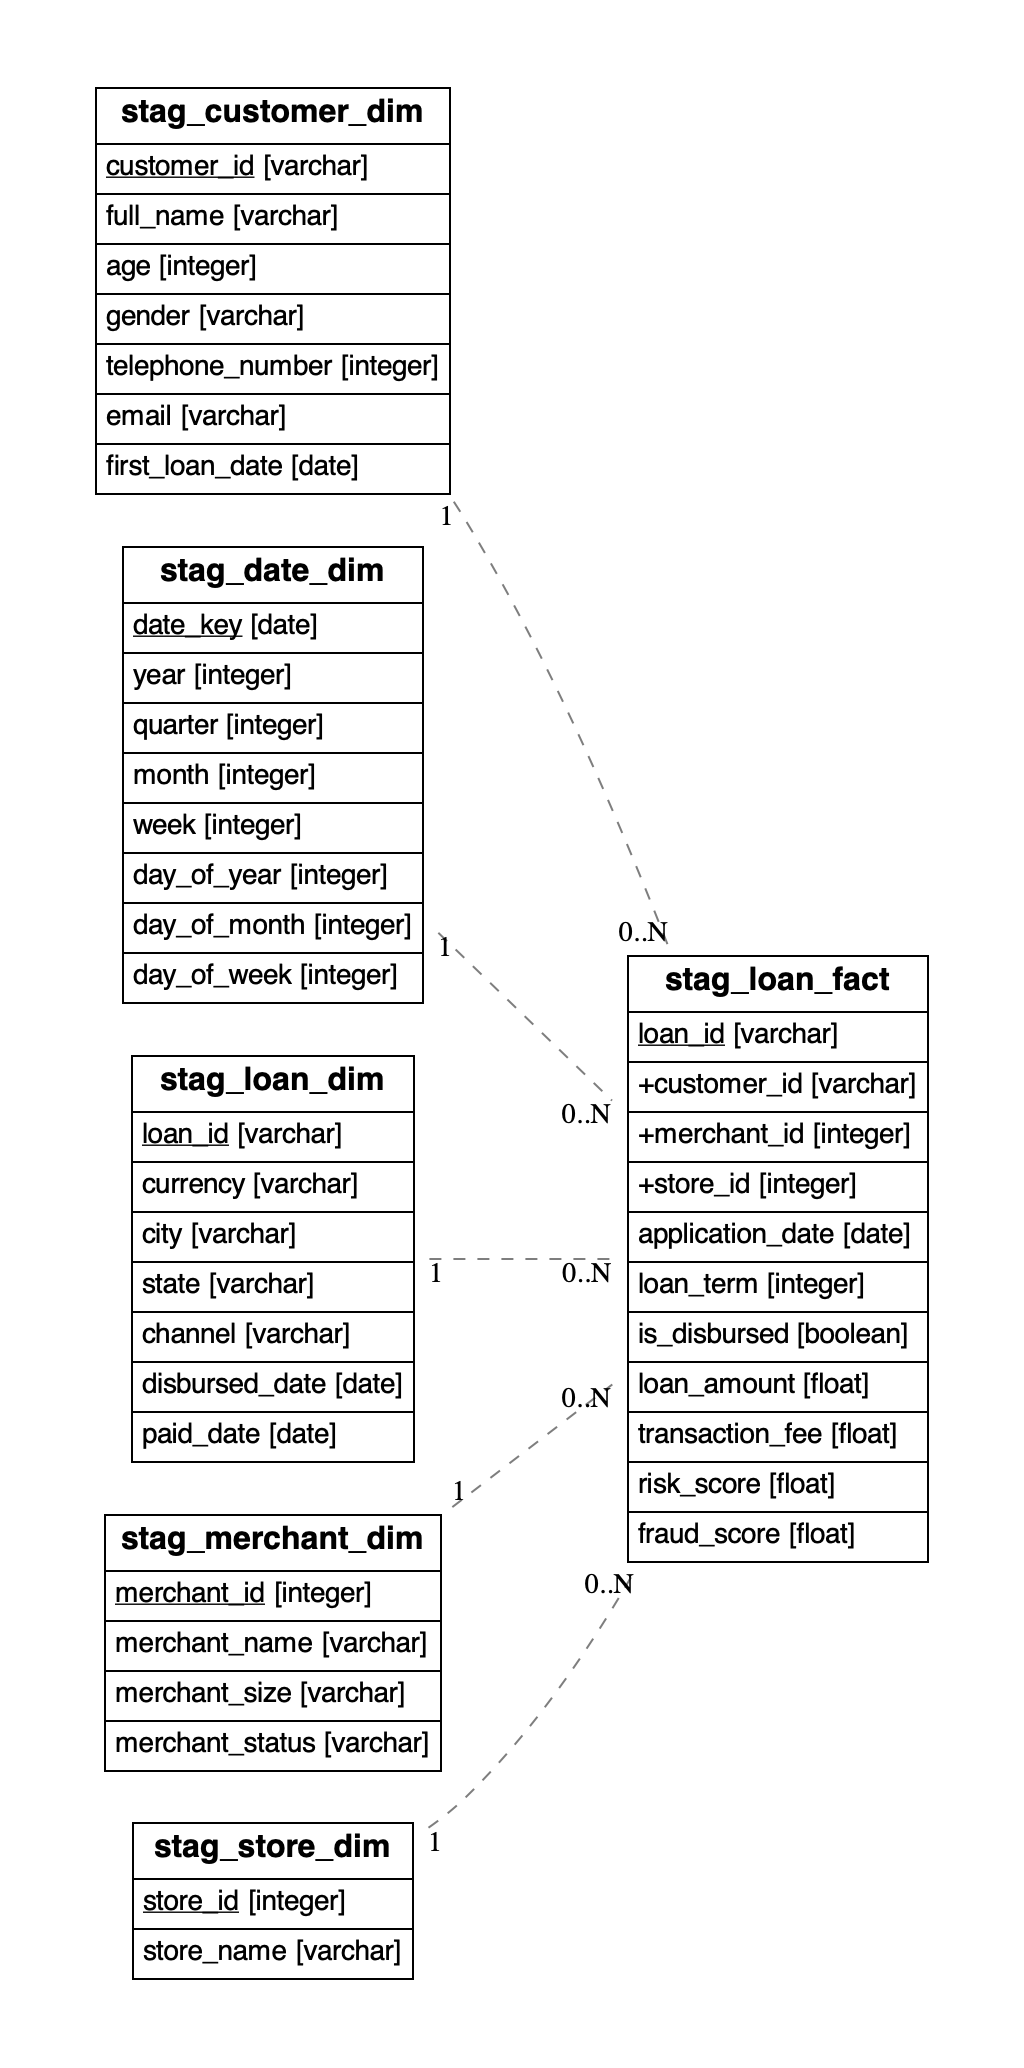 stag_customer_dim
customer_id [varchar]
full_name [varchar]
age [integer]
gender [varchar]
telephone_number [integer]
email [varchar]
first_loan_date [date]
1
stag_date_dim
date_key [date]
year [integer]
quarter [integer]
month [integer]
week [integer]
day_of_year [integer]
day_of_month [integer]
day_of_week [integer]
1
0..N
0..N
stag_loan_dim
loan_id [varchar]
currency [varchar]
city [varchar]
state [varchar]
channel [varchar]
disbursed_date [date]
paid_date [date]
1
0..N
stag_loan_fact
loan_id [varchar]
+customer_id [varchar]
+merchant_id [integer]
+store_id [integer]
application_date [date]
loan_term [integer]
is_disbursed [boolean]
loan_amount [float]
transaction_fee [float]
risk_score [float]
fraud_score [float]
0..N
1
stag_merchant_dim
merchant_id [integer]
merchant_name [varchar]
merchant_size [varchar]
merchant_status [varchar]
0..N
1
stag_store_dim
store_id [integer]
store_name [varchar]